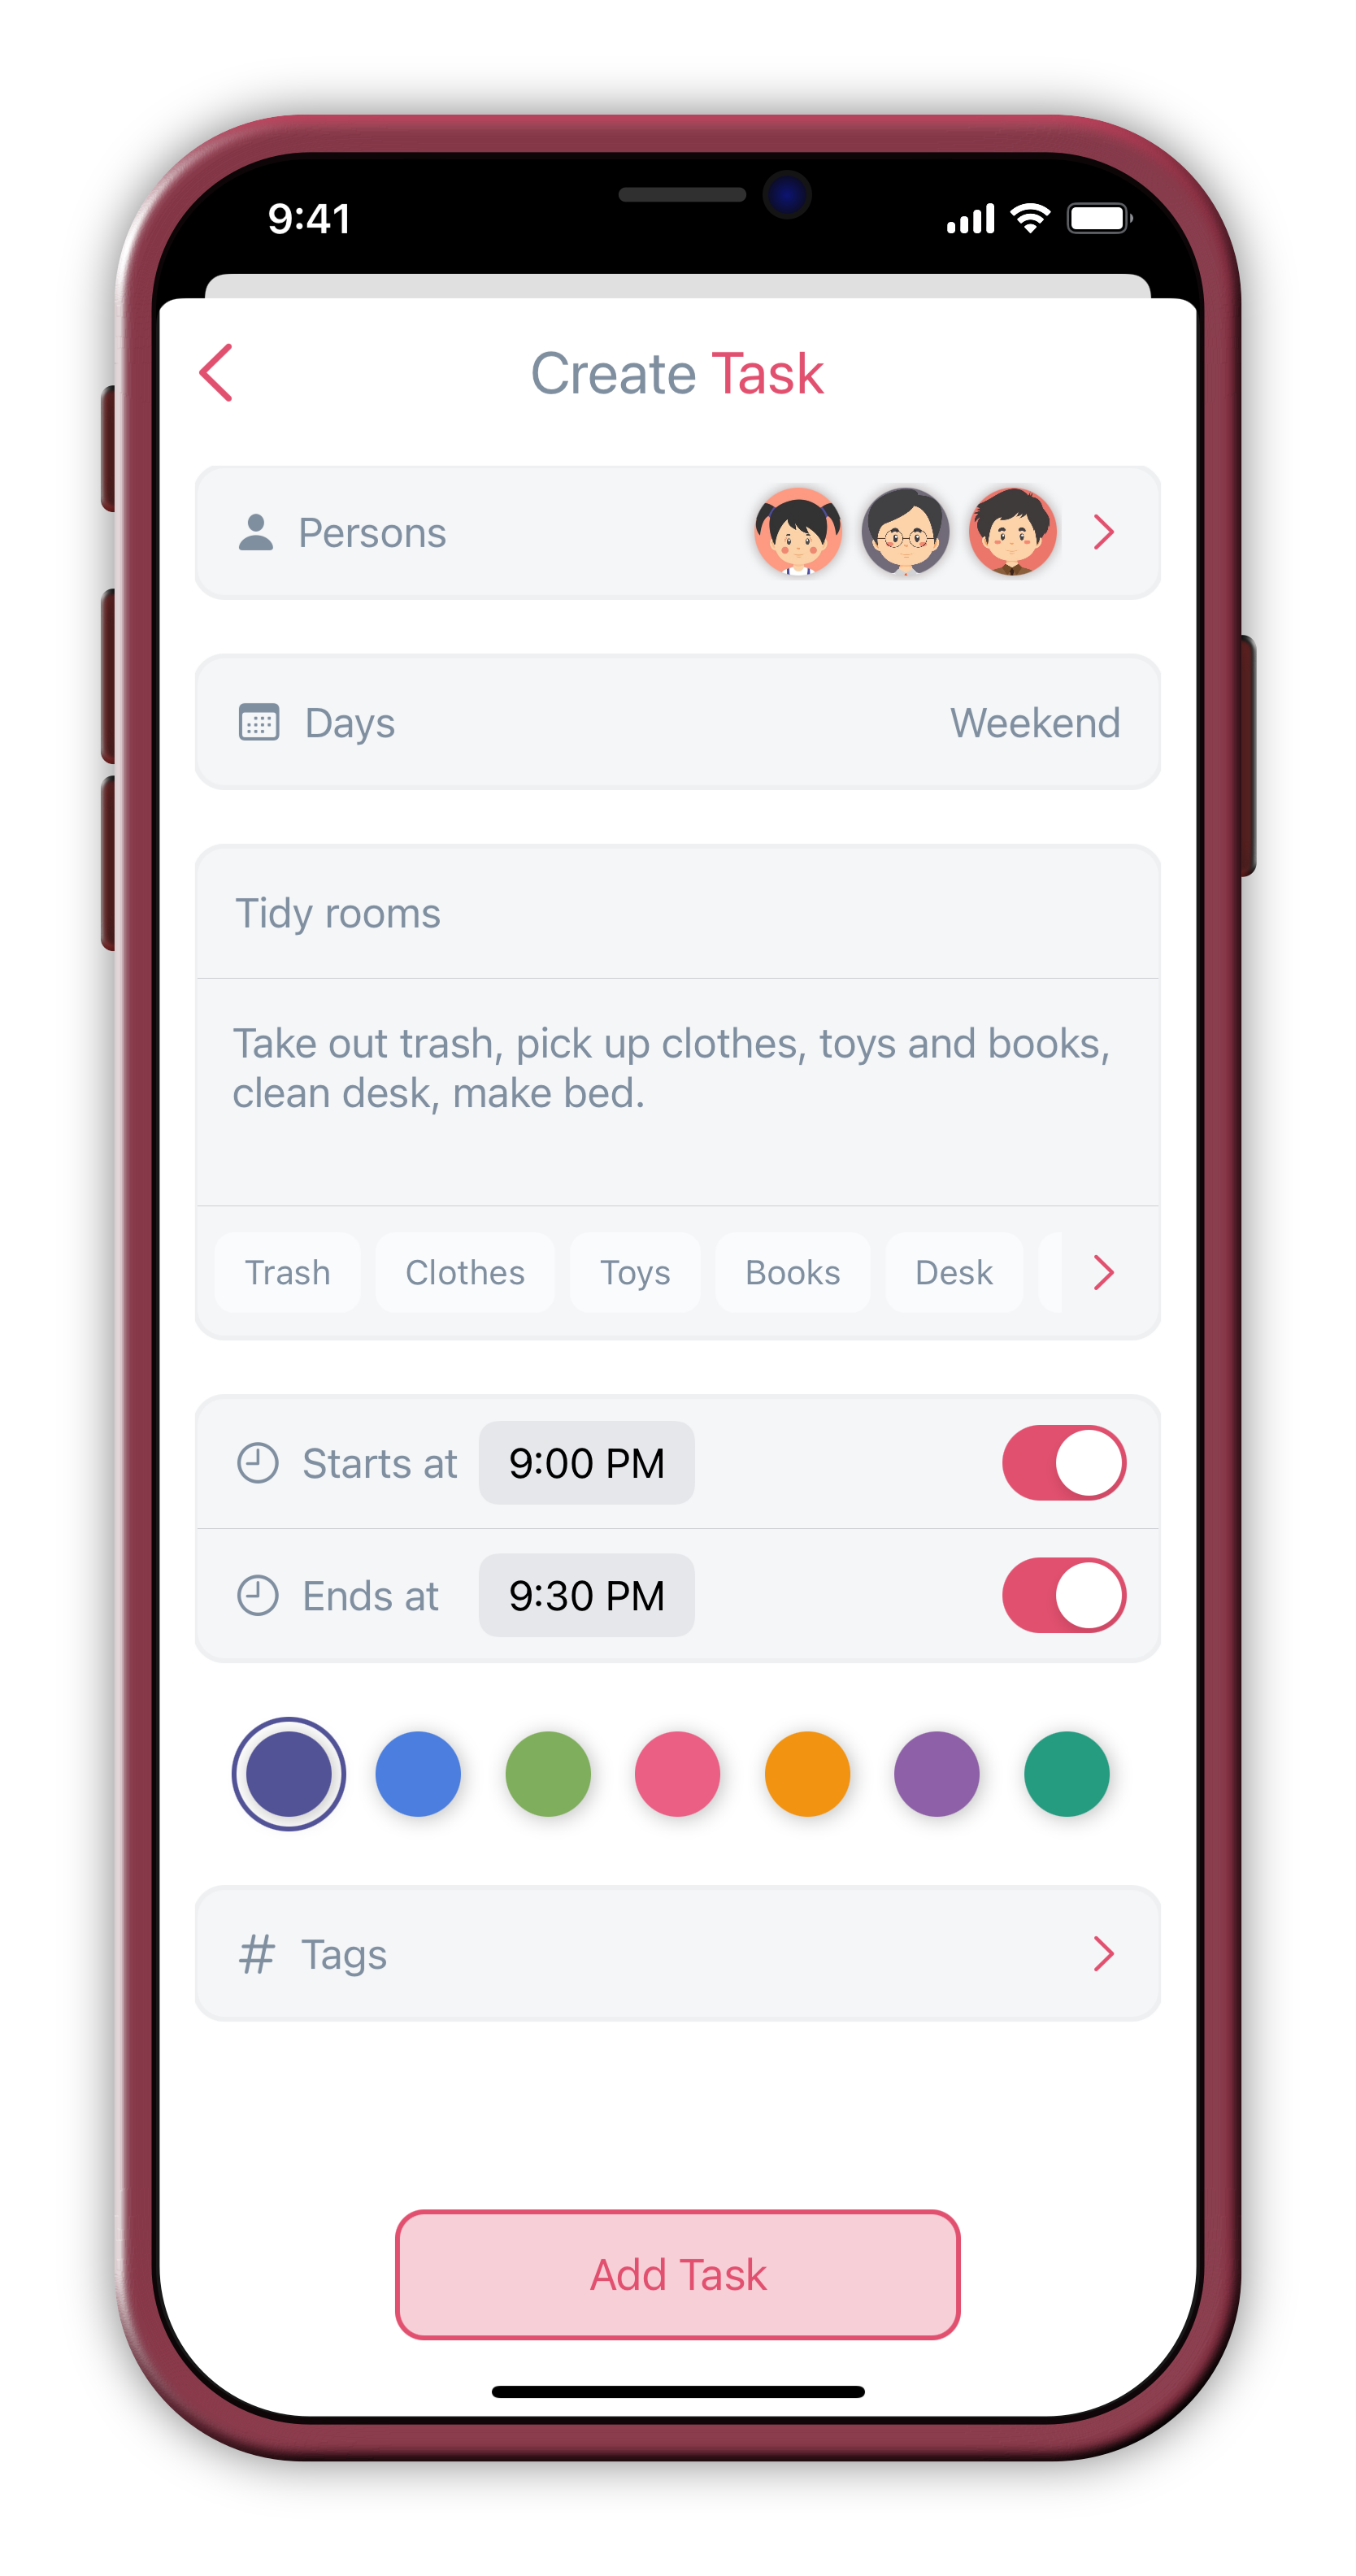 9:41
Create Task
Persons
Days Weekend
Tidy rooms
Take out trash, pick up clothes, toys and books,
clean desk, make bed.
Trash Clothes Toys Books Desk
Starts at 9:00 PM
Ends at 9:30 PM
# Tags
Add Task